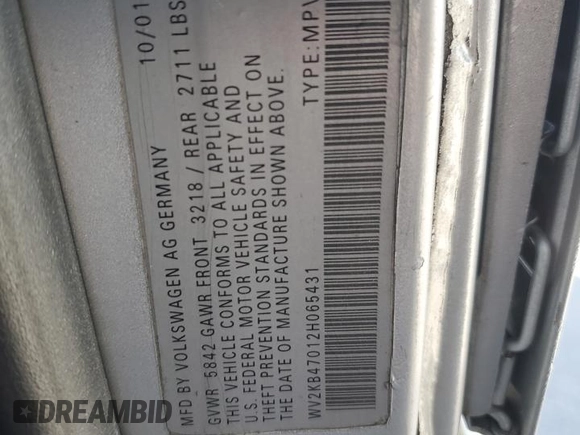 MFD BY VOLKSWAGEN AG GERMANY 10/01
GVWR 5842 GAWR FRONT 3218 / REAR 2711 LBS
THIS VEHICLE CONFORMS TO ALL APPLICABLE
U.S. FEDERAL MOTOR VEHICLE SAFETY AND
THEFT PREVENTION STANDARDS IN EFFECT ON
THE DATE OF MANUFACTURE SHOWN ABOVE.
WV2KB47012H065431 TYPE:MPV
DREAMBID